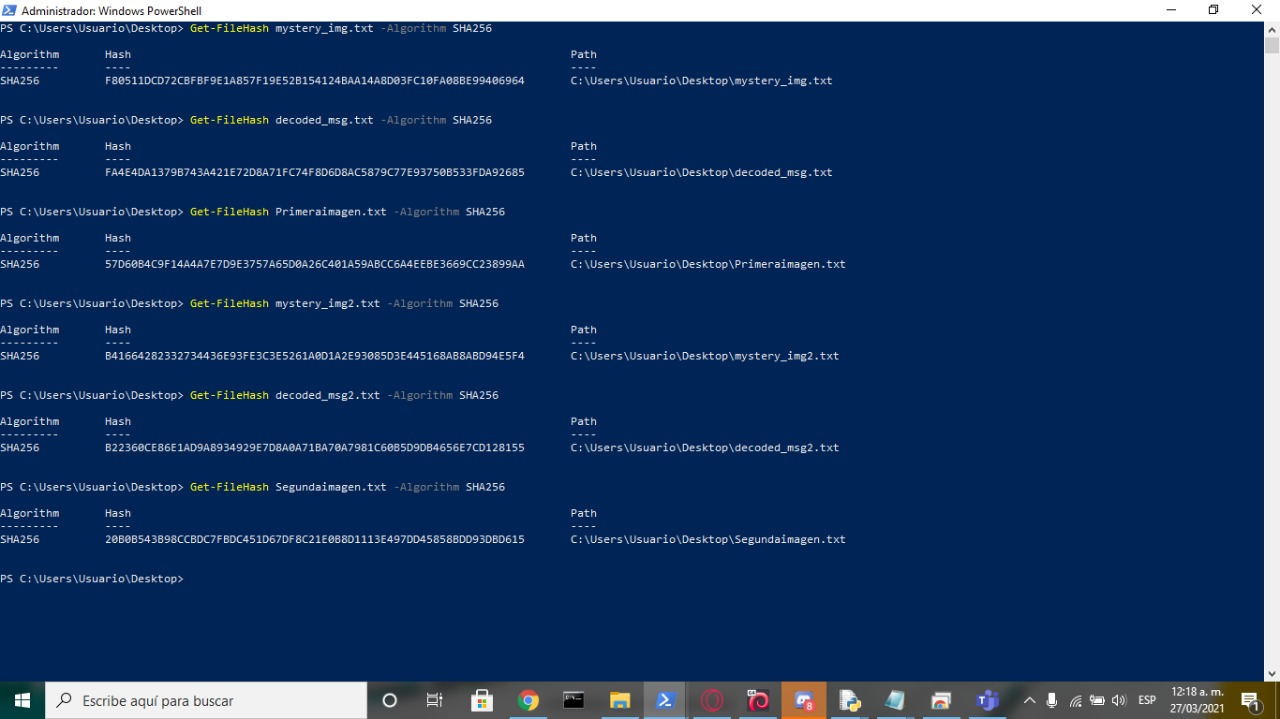 Administrador: Windows PowerShell
PS C:\Users\Usuario\Desktop> Get-FileHash mystery_img.txt -Algorithm SHA256
Algorithm Hash Path
--------- ---- ----
SHA256 F80511DCD72CBFBF9E1A857F19E52B154124BAA14A8D03FC10FA08BE99406964 C:\Users\Usuario\Desktop\mystery_img.txt
PS C:\Users\Usuario\Desktop> Get-FileHash decoded_msg.txt -Algorithm SHA256
Algorithm Hash Path
--------- ---- ----
SHA256 FA4E4DA1379B743A421E72D8A71FC74F8D6D8AC5879C77E93750B533FDA92685 C:\Users\Usuario\Desktop\decoded_msg.txt
PS C:\Users\Usuario\Desktop> Get-FileHash Primeraimagen.txt -Algorithm SHA256
Algorithm Hash Path
--------- ---- ----
SHA256 57D60B4C9F14A4A7E7D9E3757A65D0A26C401A59ABCC6A4EEBE3669CC23899AA C:\Users\Usuario\Desktop\Primeraimagen.txt
PS C:\Users\Usuario\Desktop> Get-FileHash mystery_img2.txt -Algorithm SHA256
Algorithm Hash Path
--------- ---- ----
SHA256 B41664282332734436E93FE3C3E5261A0D1A2E93085D3E445168AB8ABD94E5F4 C:\Users\Usuario\Desktop\mystery_img2.txt
PS C:\Users\Usuario\Desktop> Get-FileHash decoded_msg2.txt -Algorithm SHA256
Algorithm Hash Path
--------- ---- ----
SHA256 B22360CE86E1AD9A8934929E7D8A0A71BA70A7981C60B5D9DB4656E7CD128155 C:\Users\Usuario\Desktop\decoded_msg2.txt
PS C:\Users\Usuario\Desktop> Get-FileHash Segundaimagen.txt -Algorithm SHA256
Algorithm Hash Path
--------- ---- ----
SHA256 20B0B543B98CCBDC7FBDC451D67DF8C21E0B8D1113E497DD45858BDD93DBD615 C:\Users\Usuario\Desktop\Segundaimagen.txt
PS C:\Users\Usuario\Desktop>
Escribe aquí para buscar
8
ESP
12:18 a. m.
27/03/2021
1